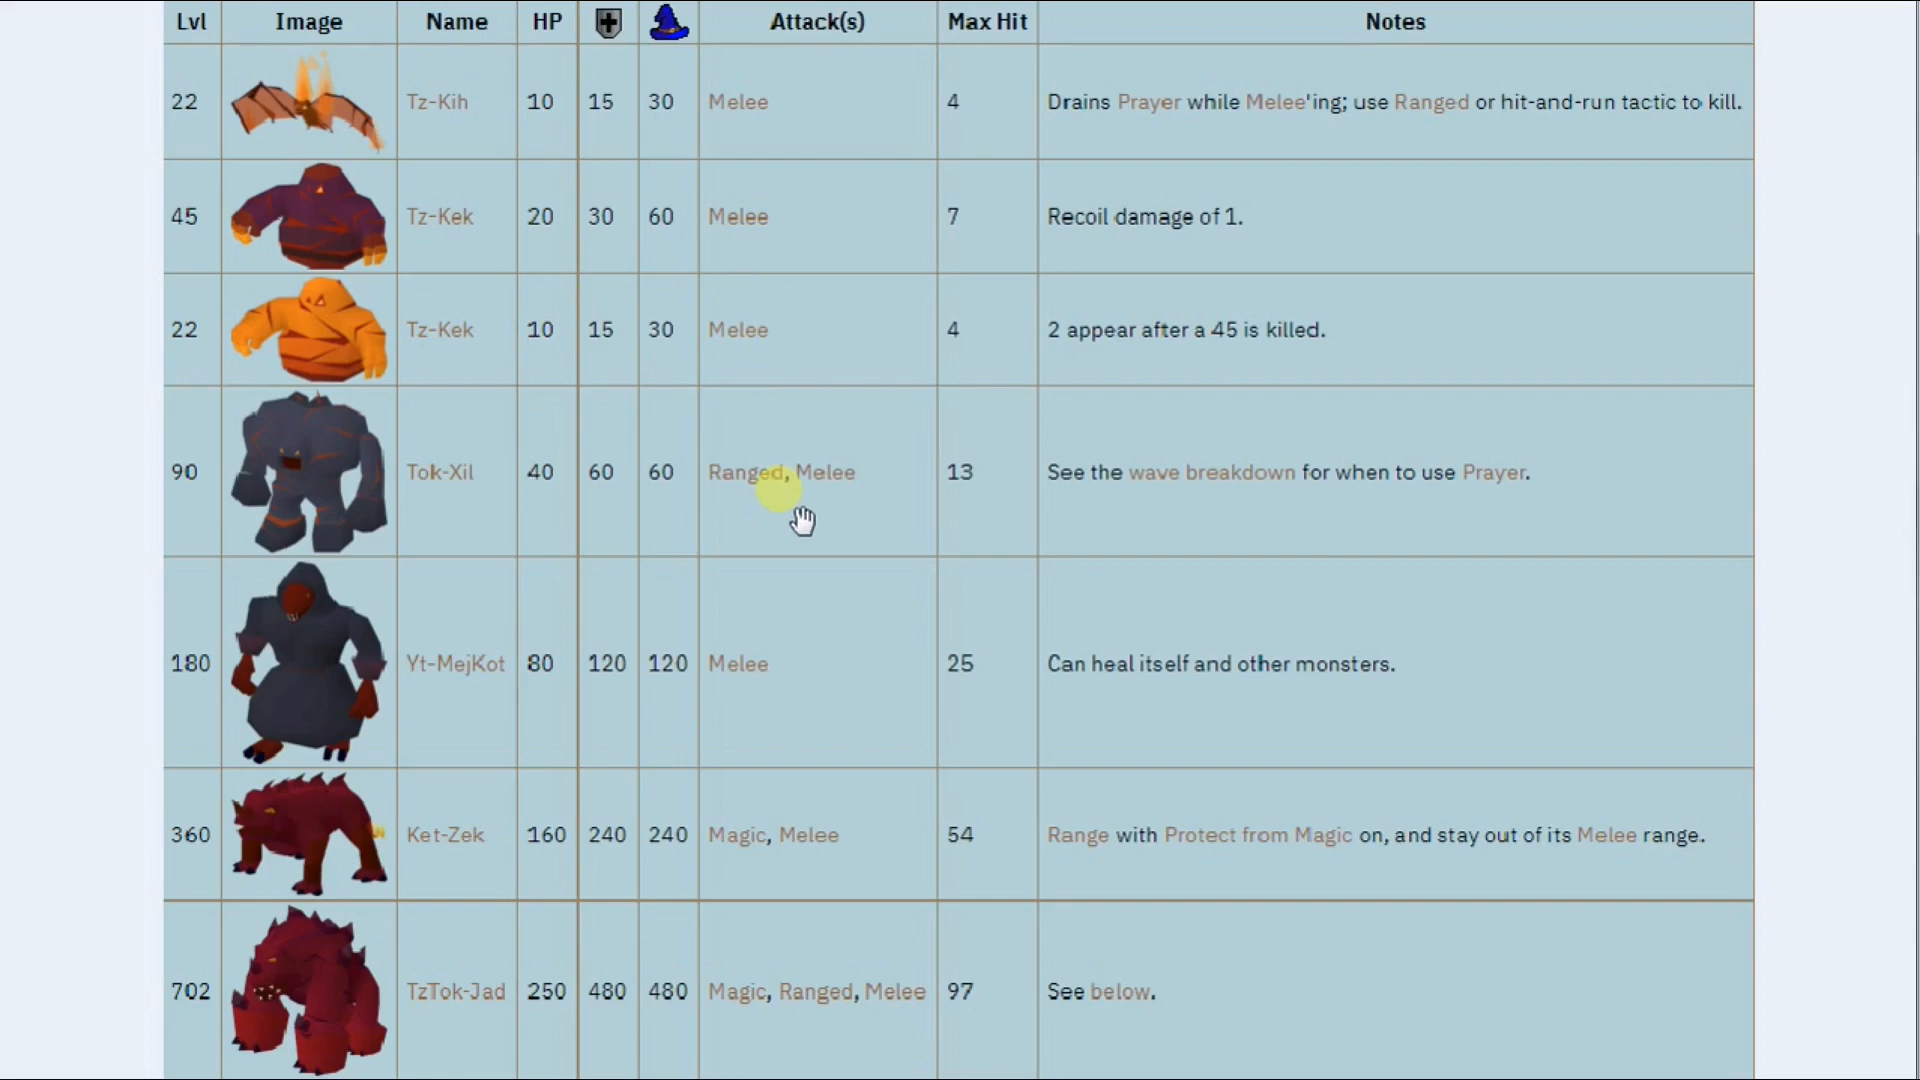 Lvl Image Name HP Attack(s) Max Hit Notes
22 Tz-Kih 10 15 30 Melee 4 Drains Prayer while Melee'ing; use Ranged or hit-and-run tactic to kill.
45 Tz-Kek 20 30 60 Melee 7 Recoil damage of 1.
22 Tz-Kek 10 15 30 Melee 4 2 appear after a 45 is killed.
90 Tok-Xil 40 60 60 Ranged, Melee 13 See the wave breakdown for when to use Prayer.
180 Yt-MejKot 80 120 120 Melee 25 Can heal itself and other monsters.
360 Ket-Zek 160 240 240 Magic, Melee 54 Range with Protect from Magic on, and stay out of its Melee range.
702 TzTok-Jad 250 480 480 Magic, Ranged, Melee 97 See below.